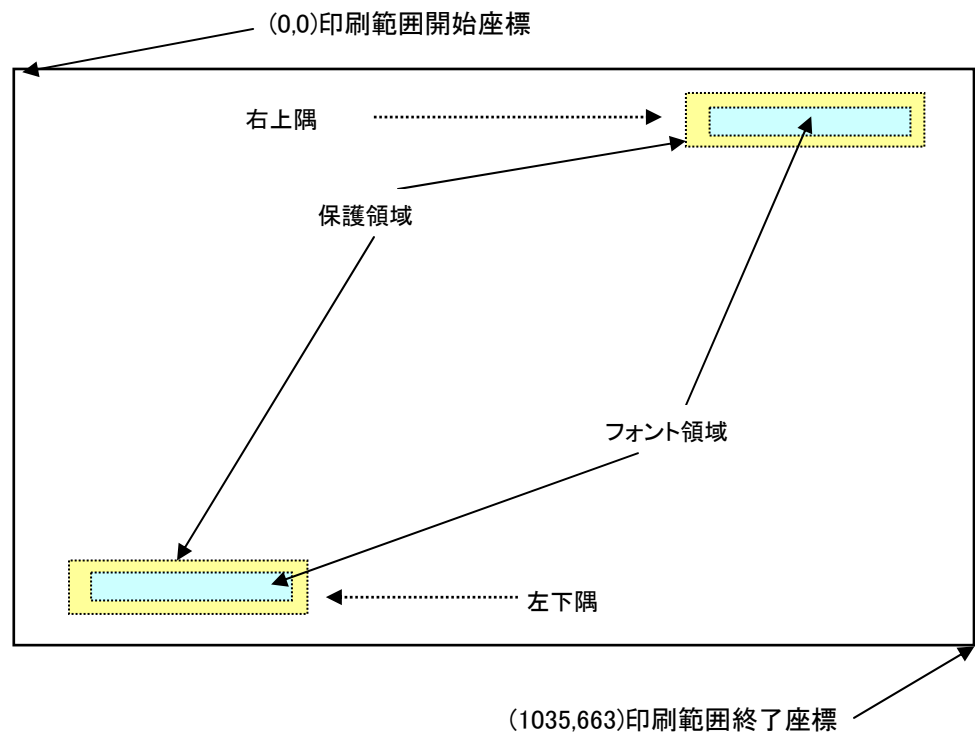 (0,0)印刷範囲開始座標
右上隅
保護領域
フォント領域
左下隅
(1035,663)印刷範囲終了座標